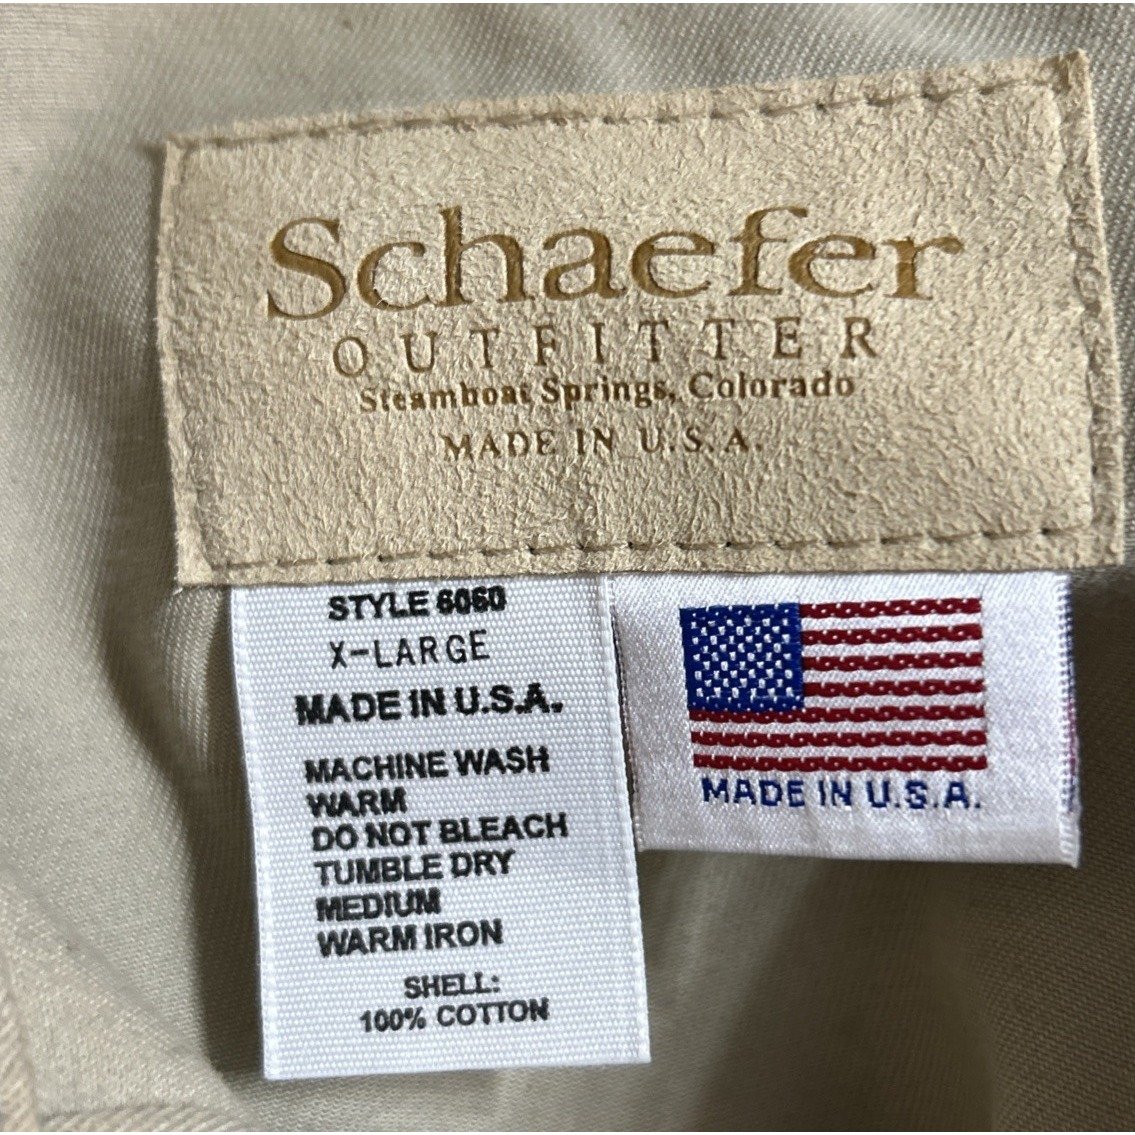 Schaefer
OUTFITTER
Steamboat Springs, Colorado
MADE IN U.S.A.
STYLE 6060
X-LARGE
MADE IN U.S.A.
MACHINE WASH
WARM
DO NOT BLEACH
TUMBLE DRY
MEDIUM
WARM IRON
SHELL:
100% COTTON
MADE IN U.S.A.